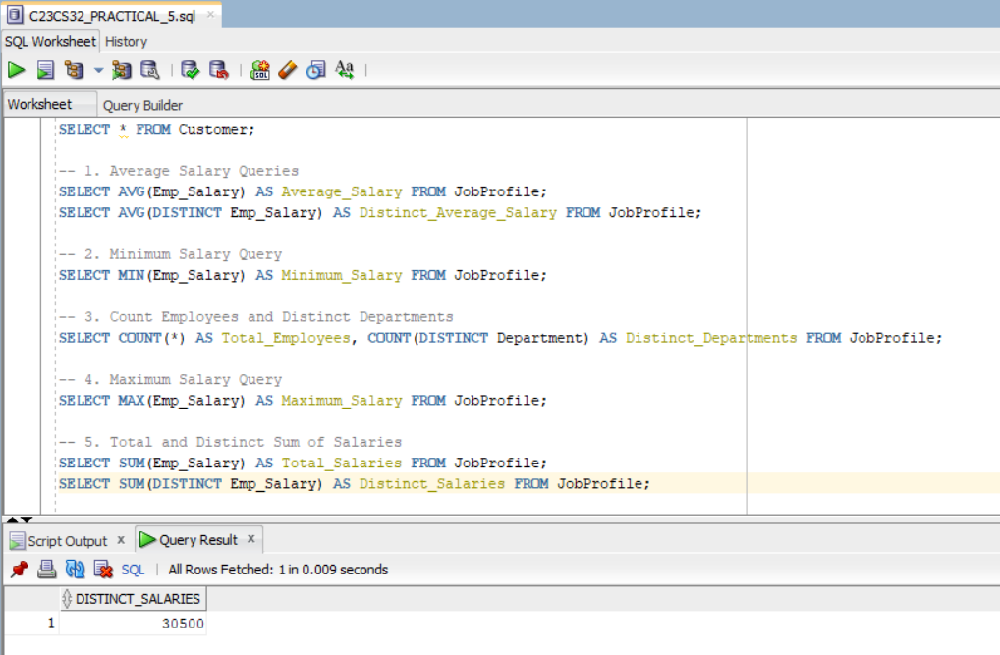 C23CS32_PRACTICAL_5.sql ×
SQL Worksheet History
SQL
Aa
Worksheet Query Builder
SELECT * FROM Customer;
-- 1. Average Salary Queries
SELECT AVG(Emp_Salary) AS Average_Salary FROM JobProfile;
SELECT AVG(DISTINCT Emp_Salary) AS Distinct_Average_Salary FROM JobProfile;
-- 2. Minimum Salary Query
SELECT MIN(Emp_Salary) AS Minimum_Salary FROM JobProfile;
-- 3. Count Employees and Distinct Departments
SELECT COUNT(*) AS Total_Employees, COUNT(DISTINCT Department) AS Distinct_Departments FROM JobProfile;
-- 4. Maximum Salary Query
SELECT MAX(Emp_Salary) AS Maximum_Salary FROM JobProfile;
-- 5. Total and Distinct Sum of Salaries
SELECT SUM(Emp_Salary) AS Total_Salaries FROM JobProfile;
SELECT SUM(DISTINCT Emp_Salary) AS Distinct_Salaries FROM JobProfile;
Script Output x Query Result x
SQL | All Rows Fetched: 1 in 0.009 seconds
DISTINCT_SALARIES
1 30500